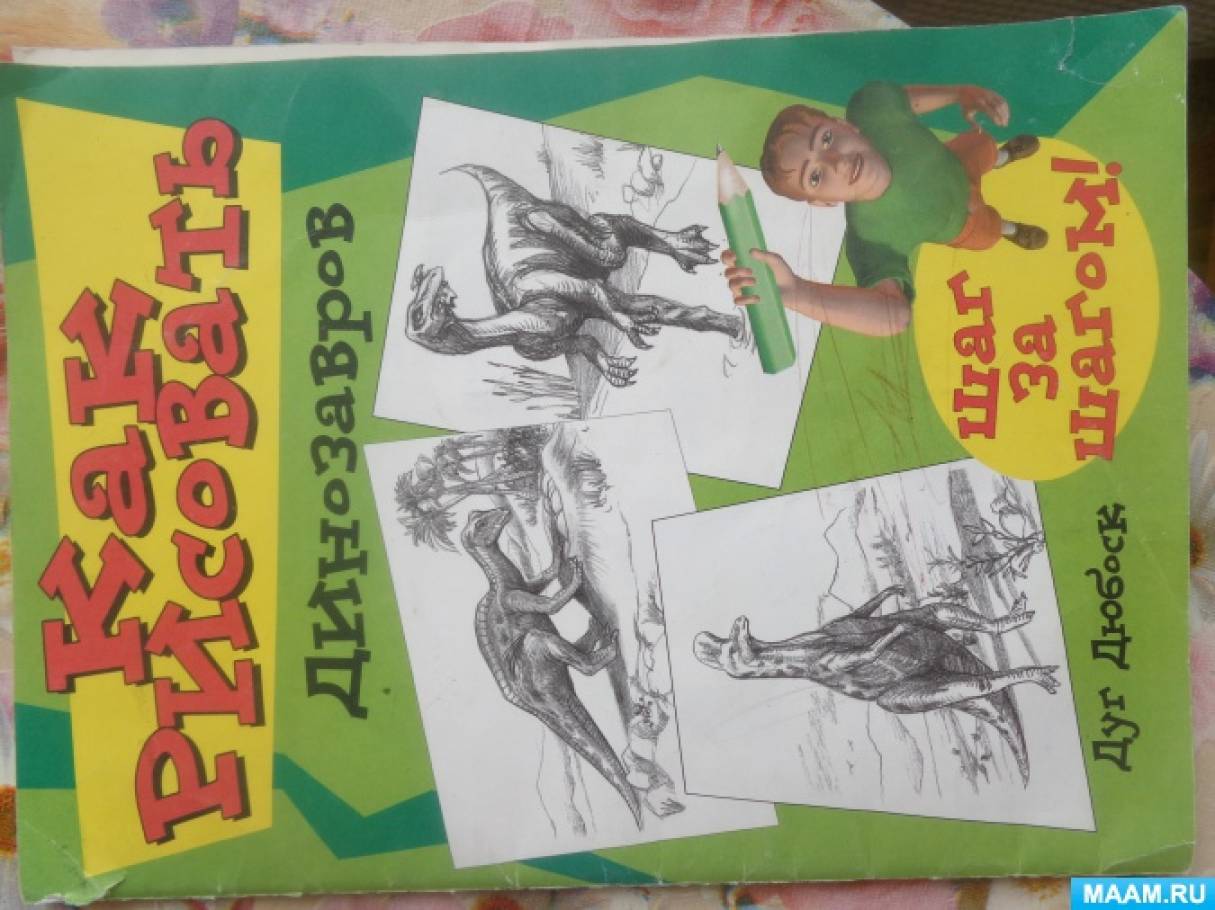 Как
рисовать
Динозавров
шаг
за
шагом!
Дуг Дюбоск
MAAM.RU